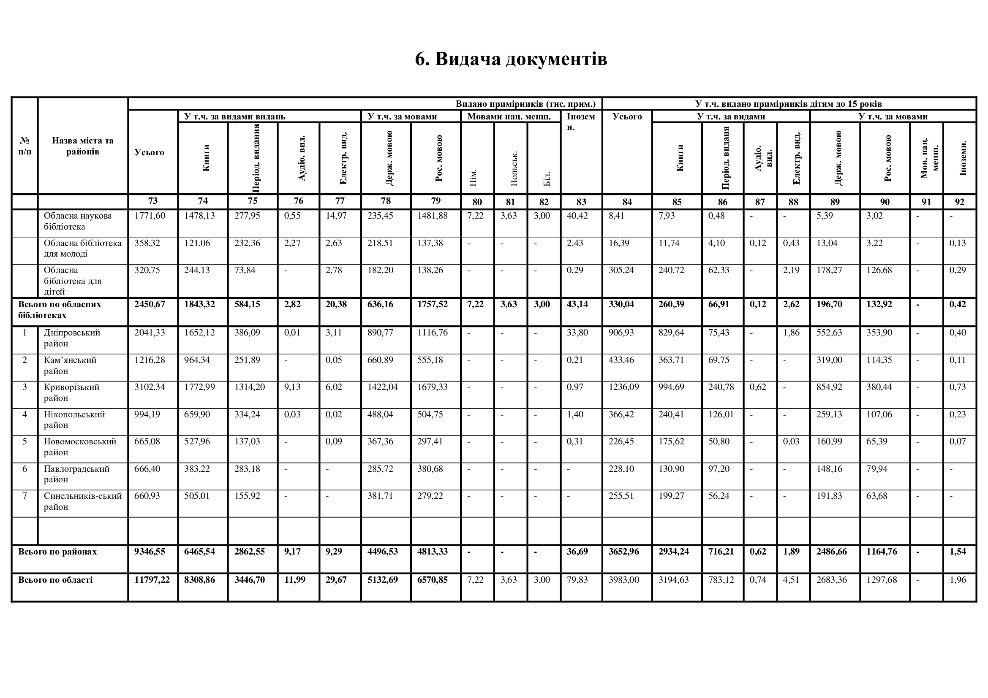 6. Видача документів
№ п/п
Назва міста та районів
Видано примірників (тис. прим.)
У т.ч. видано примірників дітям до 15 років
Усього
У т.ч. за видами видань
У т.ч. за мовами
Мовами нац. менш.
Інозем н.
Усього
У т.ч. за видами
У т.ч. за мовами
Книги
Період. видання
Аудіо, вид.
Електр. вид.
Держ. мовою
Рос. мовою
Нім.
Польськ.
Біл.
Книги
Період. видання
Аудіо. вид.
Електр. вид.
Держ. мовою
Рос. мовою
Мов. нац. менш.
Іноземн.
73 74 75 76 77 78 79 80 81 82 83 84 85 86 87 88 89 90 91 92
Обласна наукова бібліотека 1771,60 1478,13 277,95 0,55 14,97 235,45 1481,88 7,22 3,63 3,00 40,42 8,41 7,93 0,48 - - 5,39 3,02 - -
Обласна бібліотека для молоді 358,32 121,06 232,36 2,27 2,63 218,51 137,38 - - - 2,43 16,39 11,74 4,10 0,12 0,43 13,04 3.22 - 0,13
Обласна бібліотека для дітей 320,75 244,13 73,84 - 2,78 182,20 138,26 - - - 0.29 305,24 240,72 62,33 - 2,19 178,27 126,68 - 0,29
Всього по обласних бібліотеках 2450,67 1843,32 584,15 2,82 20,38 636,16 1757,52 7,22 3,63 3,00 43,14 330,04 260,39 66,91 0,12 2,62 196,70 132,92 - 0,42
1 Дніпровський район 2041,33 1652,12 386,09 0,01 3,11 890,77 1116,76 - - - 33,80 906,93 829,64 75,43 - 1,86 552,63 353,90 - 0,40
2 Кам’янський район 1216,28 964,34 251,89 - 0,05 660,89 555,18 - - - 0.21 433,46 363,71 69,75 - - 319,00 114,35 - 0,11
3 Криворізький район 3102,34 1772,99 1314,20 9,13 6,02 1422,04 1679,33 - - - 0,97 1236,09 994,69 240,78 0,62 - 854,92 380,44 - 0,73
4 Нікопольський район 994,19 659,90 334,24 0,03 0,02 488,04 504,75 - - - 1,40 366,42 240,41 126,01 - - 259,13 107,06 - 0,23
5 Новомосковський район 665,08 527,96 137,03 - 0,09 367,36 297,41 - - - 0,31 226,45 175,62 50,80 - 0,03 160,99 65,39 - 0,07
6 Павлоградський район 666,40 383,22 283,18 - - 285,72 380,68 - - - - 228,10 130,90 97,20 - - 148,16 79,94 - -
7 Синельників-ський район 660,93 505,01 155,92 - - 381,71 279,22 - - - - 255,51 199,27 56,24 - - 191,83 63,68 - -
Всього по районах 9346,55 6465,54 2862,55 9,17 9,29 4496,53 4813,33 - - - 36,69 3652,96 2934,24 716,21 0,62 1,89 2486,66 1164,76 - 1,54
Всього по області 11797,22 8308,86 3446,70 11,99 29,67 5132,69 6570,85 7,22 3,63 3,00 79,83 3983,00 3194,63 783,12 0,74 4,51 2683,36 1297,68 - 1,96